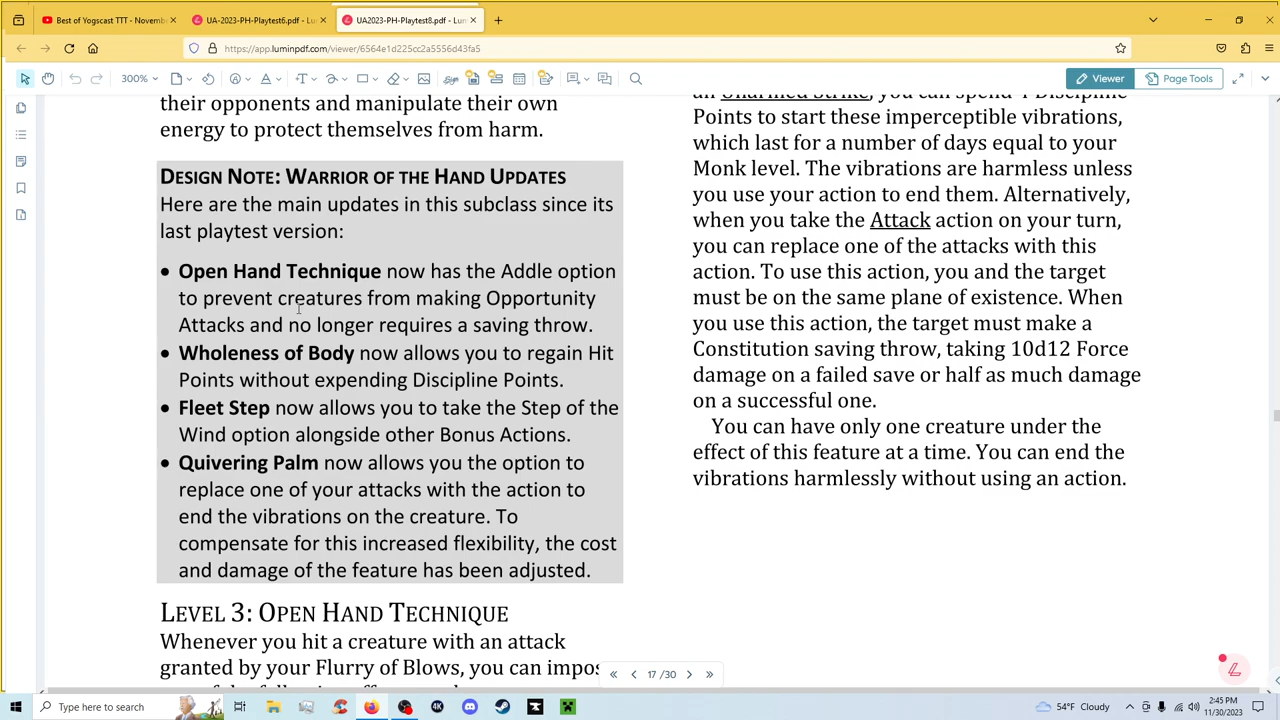 Best of Yogscast TTT - Novemb
UA-2023-PH-Playtest6.pdf - Lu
UA2023-PH-Playtest8.pdf - Lum
https://app.luminpdf.com/viewer/6564e1d225cc2a5556d43fa5
300%
Viewer
Page Tools
their opponents and manipulate their own
energy to protect themselves from harm.
DESIGN NOTE: WARRIOR OF THE HAND UPDATES
Here are the main updates in this subclass since its
last playtest version:
• Open Hand Technique now has the Addle option
to prevent creatures from making Opportunity
Attacks and no longer requires a saving throw.
• Wholeness of Body now allows you to regain Hit
Points without expending Discipline Points.
• Fleet Step now allows you to take the Step of the
Wind option alongside other Bonus Actions.
• Quivering Palm now allows you the option to
replace one of your attacks with the action to
end the vibrations on the creature. To
compensate for this increased flexibility, the cost
and damage of the feature has been adjusted.
LEVEL 3: OPEN HAND TECHNIQUE
Whenever you hit a creature with an attack
granted by your Flurry of Blows, you can impos
an Unarmed Strike, you can spend 4 Discipline
Points to start these imperceptible vibrations,
which last for a number of days equal to your
Monk level. The vibrations are harmless unless
you use your action to end them. Alternatively,
when you take the Attack action on your turn,
you can replace one of the attacks with this
action. To use this action, you and the target
must be on the same plane of existence. When
you use this action, the target must make a
Constitution saving throw, taking 10d12 Force
damage on a failed save or half as much damage
on a successful one.
You can have only one creature under the
effect of this feature at a time. You can end the
vibrations harmlessly without using an action.
17 /30
Type here to search
4K
54°F Cloudy
2:45 PM
11/30/2023